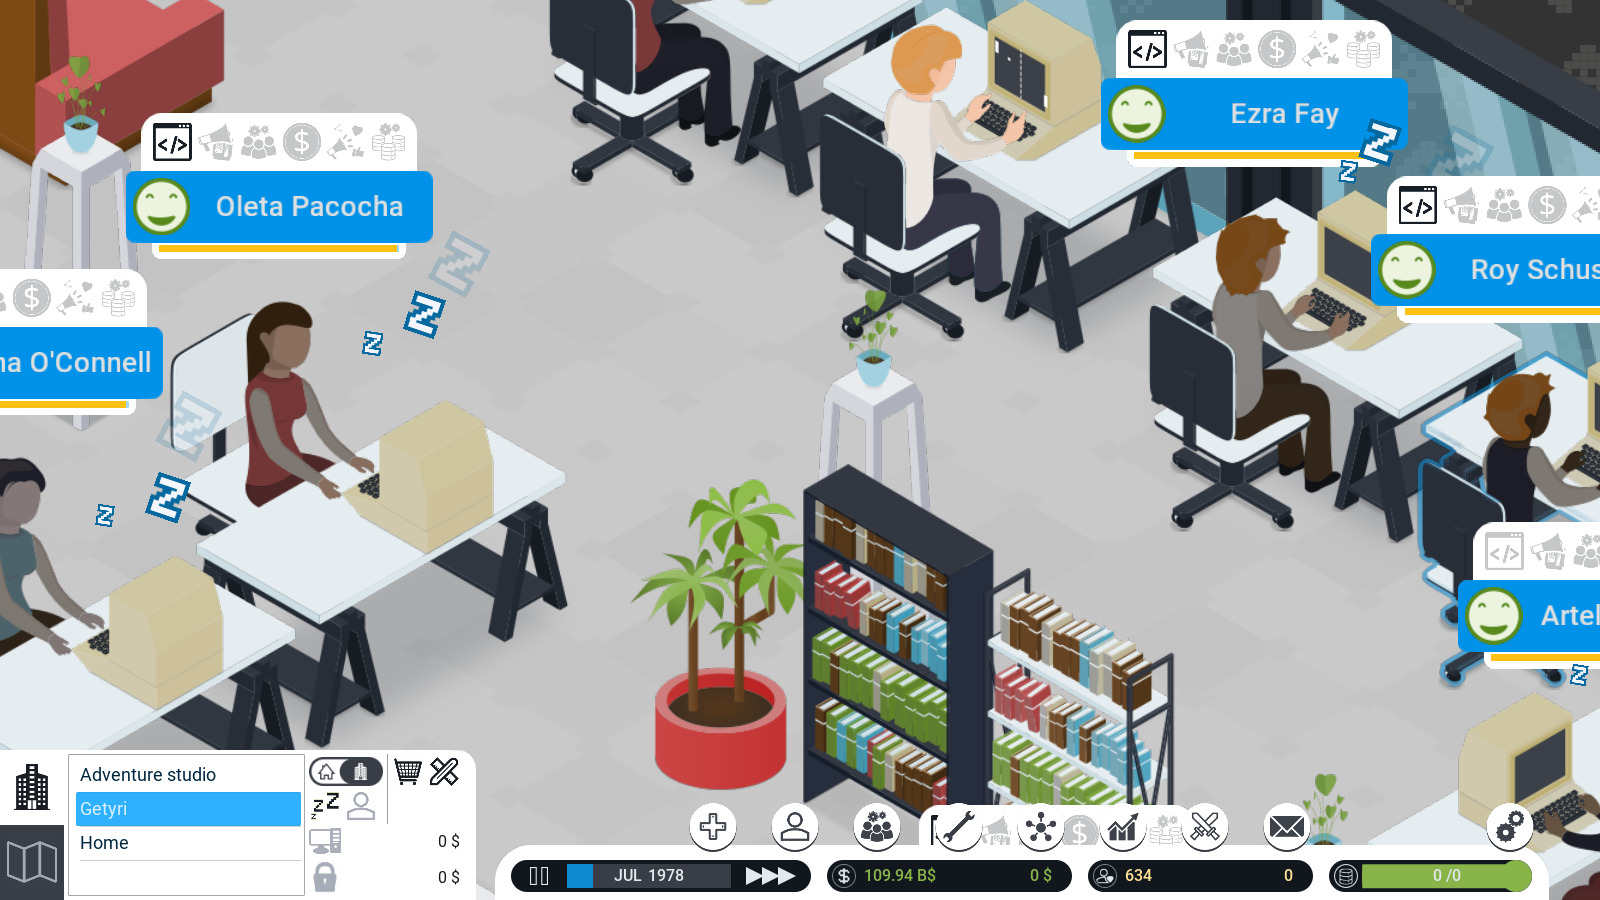 Ezra Fay
Oleta Pacocha
Roy Schus
na O'Connell
Artel
Adventure studio
Getyri
Home
0 $
0 $
JUL 1978
109.94 B$
0 $
634
0
0 /0